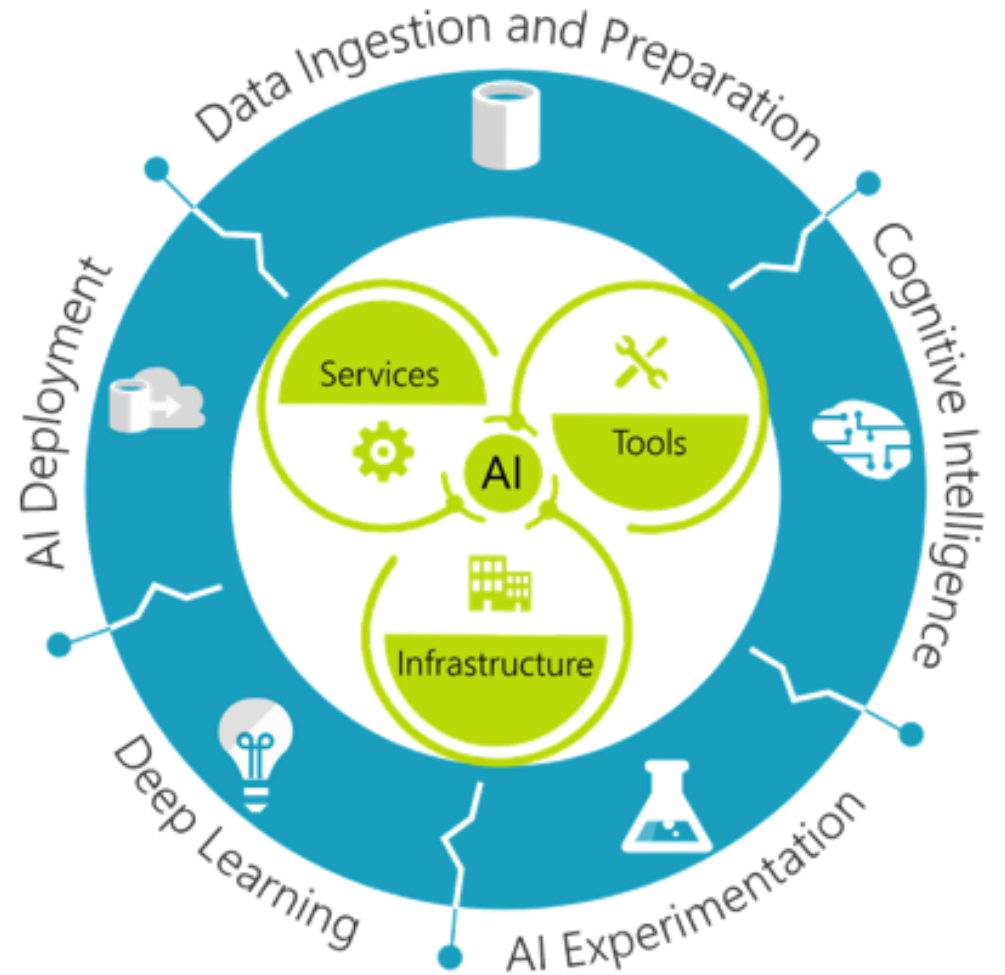 Data Ingestion and Preparation
Cognitive Intelligence
AI Experimentation
Deep Learning
AI Deployment
Services
Tools
AI
Infrastructure